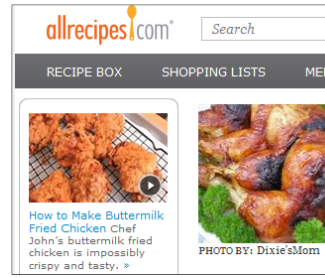 allrecipes.com®
Search
RECIPE BOX SHOPPING LISTS ME
How to Make Buttermilk
Fried Chicken Chef
John's buttermilk fried
chicken is impossibly
crispy and tasty. »
PHOTO BY: Dixie'sMom